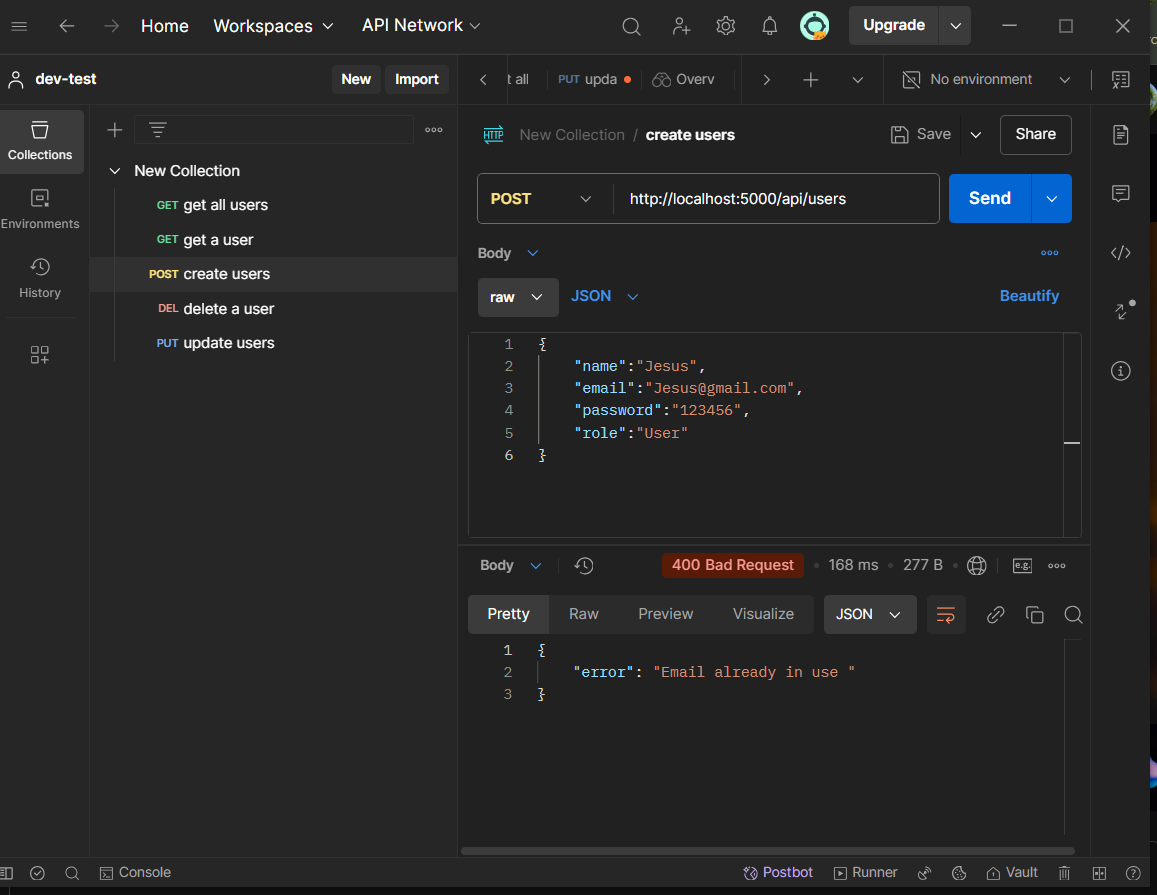 Home Workspaces API Network Upgrade
dev-test New Import t all PUT upda Overv No environment
Collections
HTTP New Collection / create users Save Share
New Collection
GET get all users
POST http://localhost:5000/api/users Send
Environments
GET get a user
Body
POST create users
History
raw JSON Beautify
DEL delete a user
PUT update users
1 {
2 "name":"Jesus",
3 "email":"Jesus@gmail.com",
4 "password":"123456",
5 "role":"User"
6 }
Body 400 Bad Request 168 ms 277 B e.g.
Pretty Raw Preview Visualize JSON
1 {
2 "error": "Email already in use "
3 }
Console Postbot Runner Vault